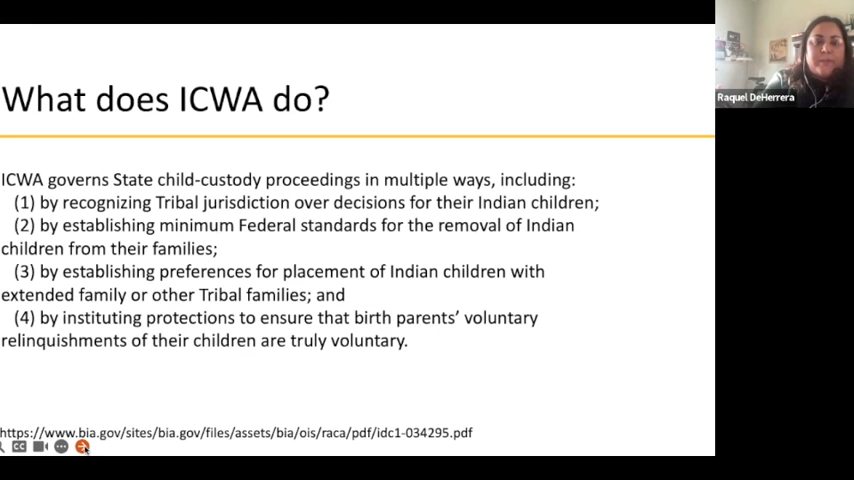 What does ICWA do?
ICWA governs State child-custody proceedings in multiple ways, including:
(1) by recognizing Tribal jurisdiction over decisions for their Indian children;
(2) by establishing minimum Federal standards for the removal of Indian
children from their families;
(3) by establishing preferences for placement of Indian children with
extended family or other Tribal families; and
(4) by instituting protections to ensure that birth parents’ voluntary
relinquishments of their children are truly voluntary.
https://www.bia.gov/sites/bia.gov/files/assets/bia/ois/raca/pdf/idc1-034295.pdf
CC
Raquel DeHerrera